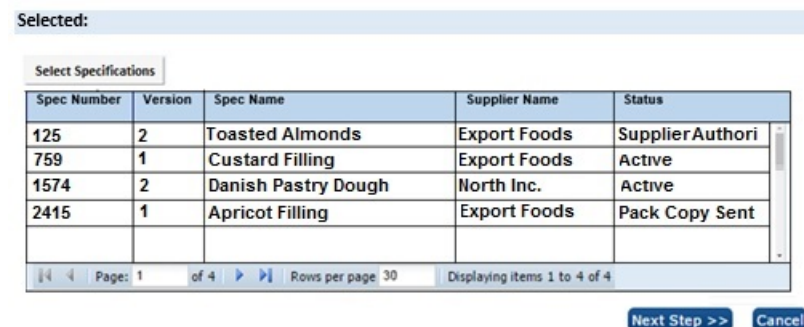 Selected:
Select Specifications
Spec Number Version Spec Name Supplier Name Status
125 2 Toasted Almonds Export Foods SupplierAuthori
759 1 Custard Filling Export Foods Active
1574 2 Danish Pastry Dough North Inc. Active
2415 1 Apricot Filling Export Foods Pack Copy Sent
Page: 1 of 4 Rows per page 30 Displaying items 1 to 4 of 4
Next Step >> Cancel